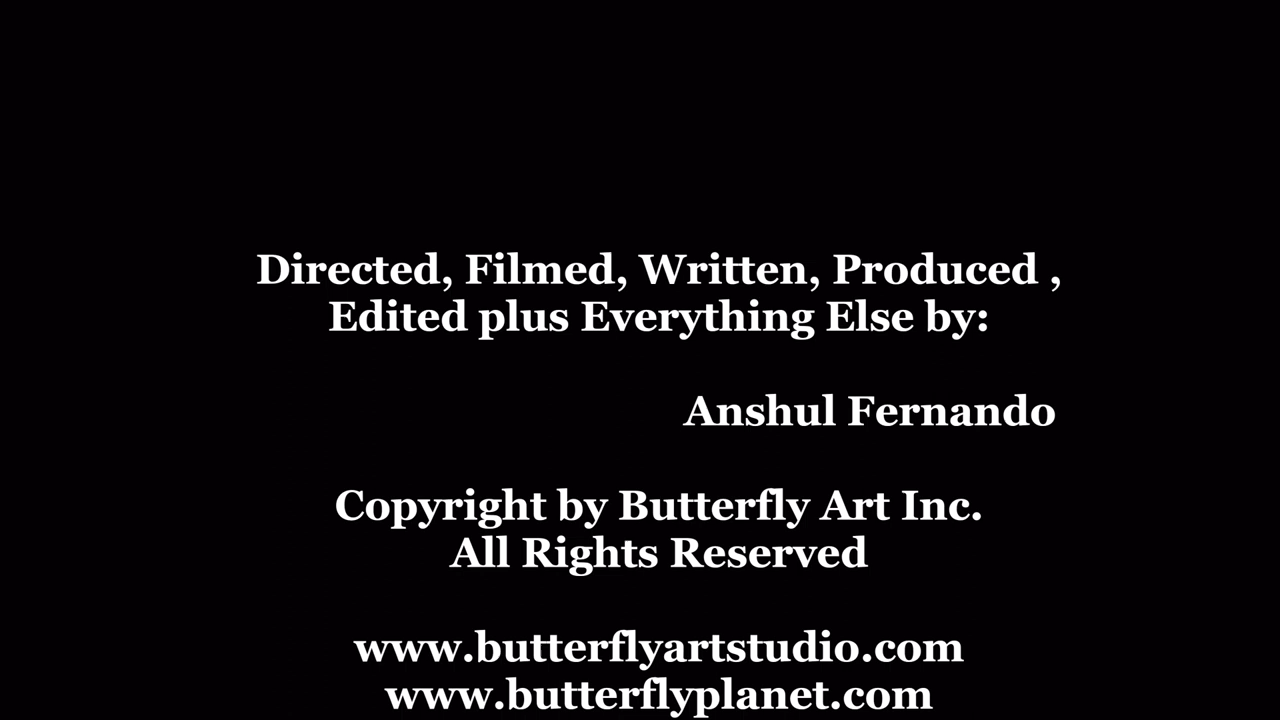 Directed, Filmed, Written, Produced ,
Edited plus Everything Else by:
Anshul Fernando
Copyright by Butterfly Art Inc.
All Rights Reserved
www.butterflyartstudio.com
www.butterflyplanet.com